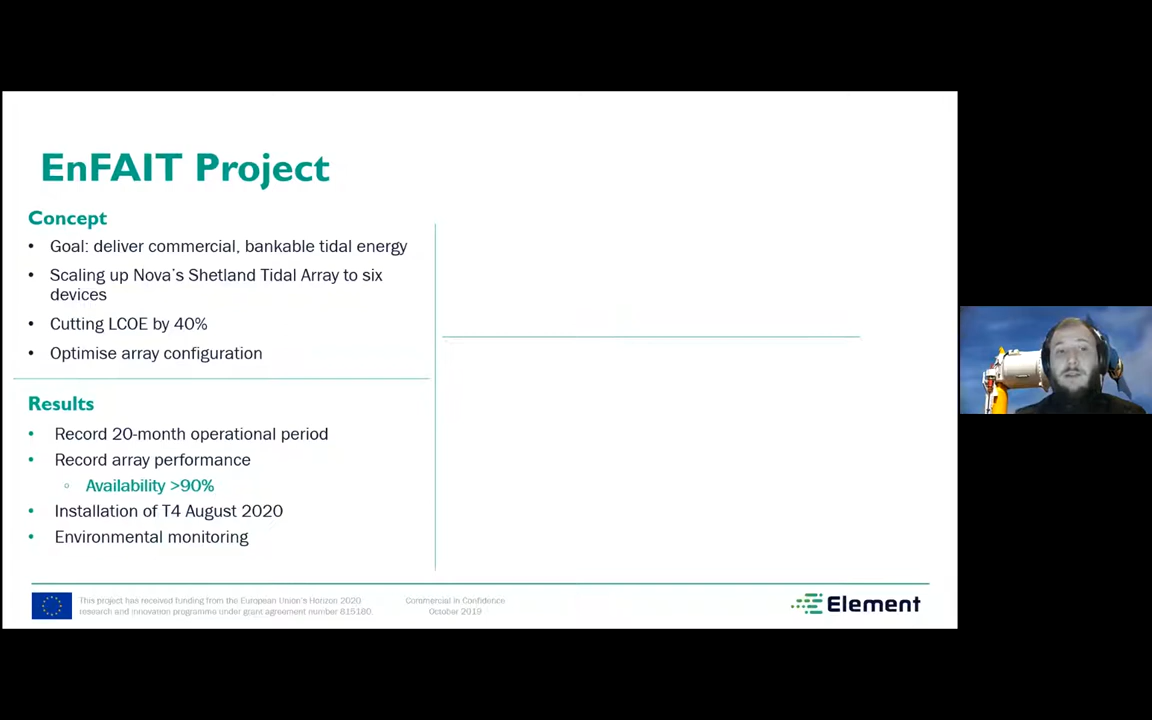 EnFAIT Project
Concept
• Goal: deliver commercial, bankable tidal energy
• Scaling up Nova's Shetland Tidal Array to six
devices
• Cutting LCOE by 40%
• Optimise array configuration
Results
• Record 20-month operational period
• Record array performance
◦ Availability >90%
• Installation of T4 August 2020
• Environmental monitoring
This project has received funding from the European Union's Horizon 2020
research and innovation programme under grant agreement number 815180.
Commercial in Confidence
October 2019
Element